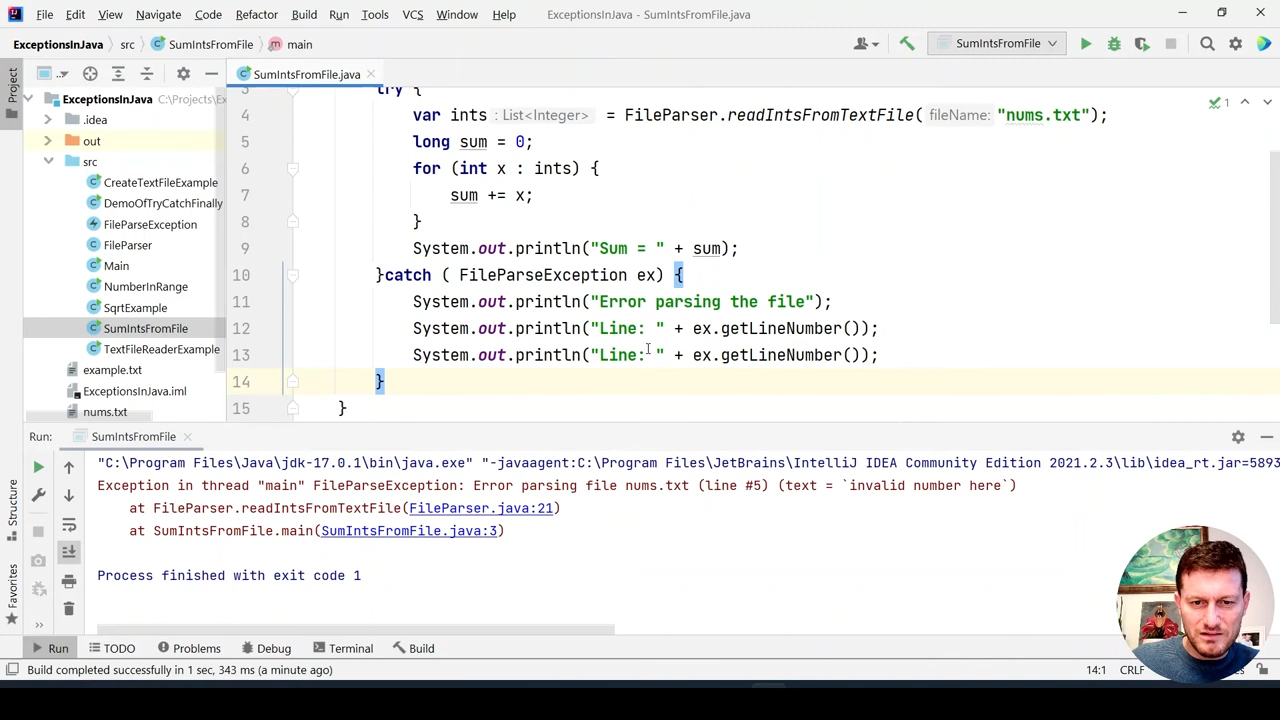 File Edit View Navigate Code Refactor Build Run Tools VCS Window Help ExceptionsInJava - SumIntsFromFile.java
ExceptionsInJava src SumIntsFromFile main SumIntsFromFile
Project
SumIntsFromFile.java
ExceptionsInJava C:\Projects\Ex
.idea
out
src
CreateTextFileExample
DemoOfTryCatchFinally
FileParseException
FileParser
Main
NumberInRange
SqrtExample
SumIntsFromFile
TextFileReaderExample
example.txt
ExceptionsInJava.iml
nums.txt
3 try {
4 var ints : List<Integer> = FileParser.readIntsFromTextFile( fileName: "nums.txt");
5 long sum = 0;
6 for (int x : ints) {
7 sum += x;
8 }
9 System.out.println("Sum = " + sum);
10 }catch ( FileParseException ex) {
11 System.out.println("Error parsing the file");
12 System.out.println("Line: " + ex.getLineNumber());
13 System.out.println("Line: " + ex.getLineNumber());
14 }
15 }
1
Run: SumIntsFromFile
"C:\Program Files\Java\jdk-17.0.1\bin\java.exe" "-javaagent:C:\Program Files\JetBrains\IntelliJ IDEA Community Edition 2021.2.3\lib\idea_rt.jar=5893
Exception in thread "main" FileParseException: Error parsing file nums.txt (line #5) (text = `invalid number here`)
at FileParser.readIntsFromTextFile(FileParser.java:21)
at SumIntsFromFile.main(SumIntsFromFile.java:3)
Process finished with exit code 1
Structure
Favorites
Run TODO Problems Debug Terminal Build
Build completed successfully in 1 sec, 343 ms (a minute ago) 14:1 CRLF